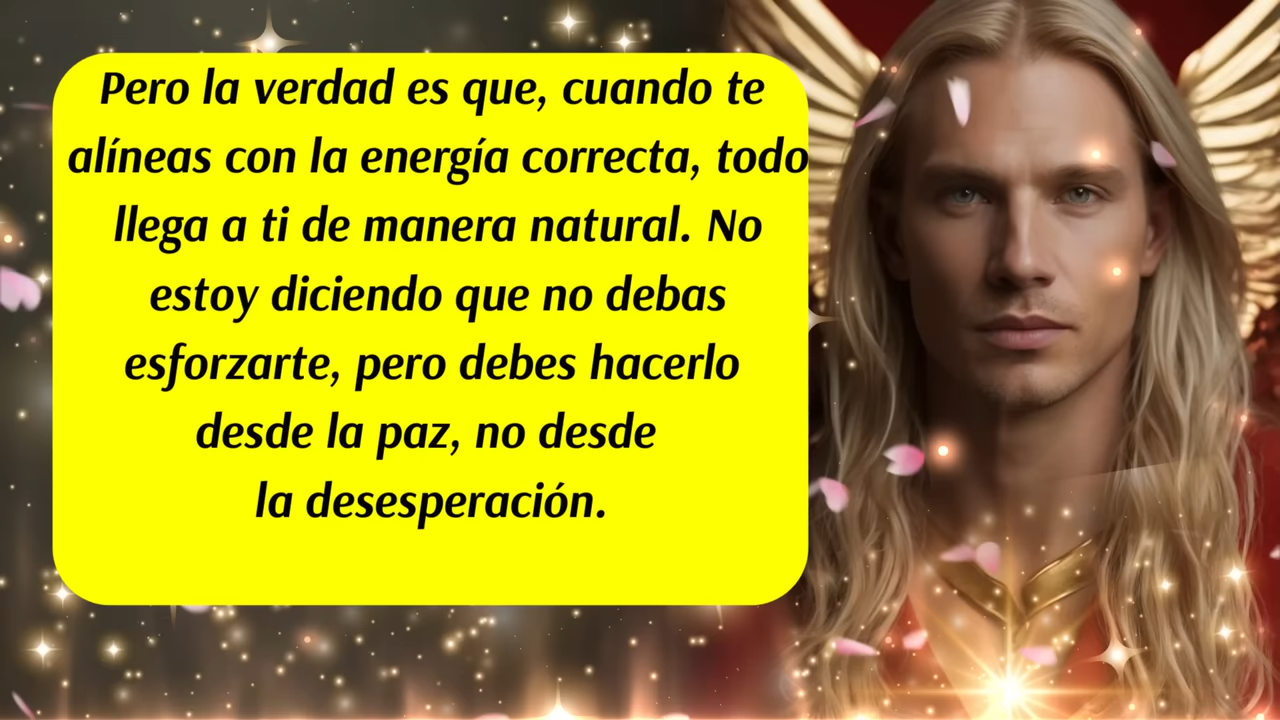 Pero la verdad es que, cuando te
alíneas con la energía correcta, todo
llega a ti de manera natural. No
estoy diciendo que no debas
esforzarte, pero debes hacerlo
desde la paz, no desde
la desesperación.